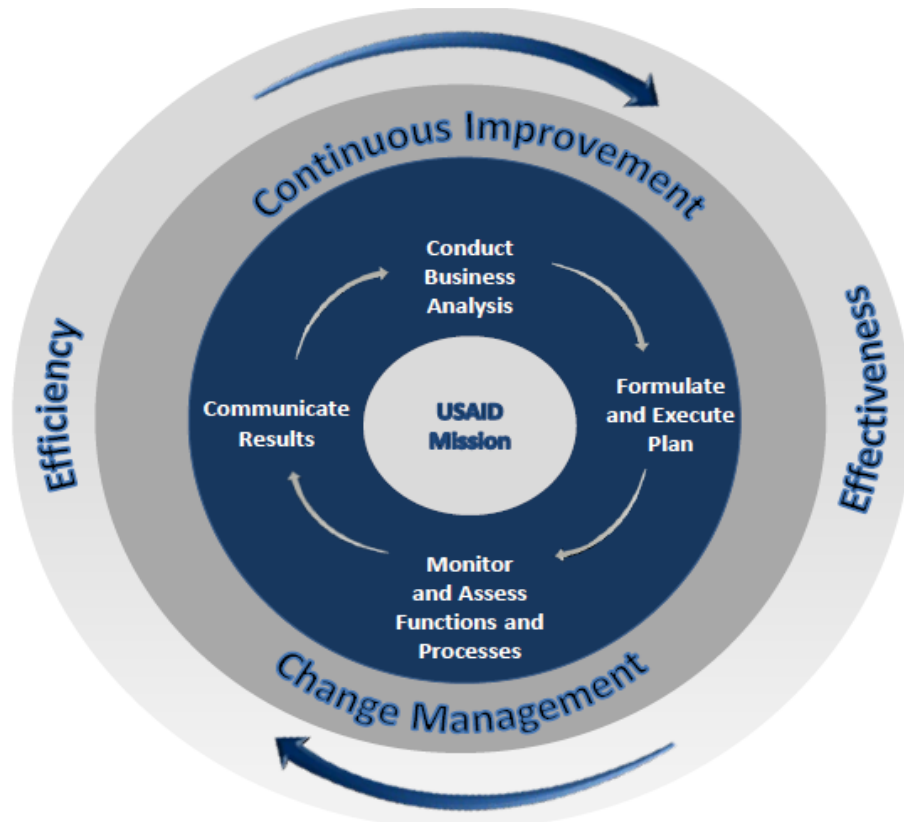 Continuous Improvement
Conduct
Business
Analysis
Efficiency
Effectiveness
Communicate
Results
USAID
Mission
Formulate
and Execute
Plan
Monitor
and Assess
Functions and
Processes
Change Management